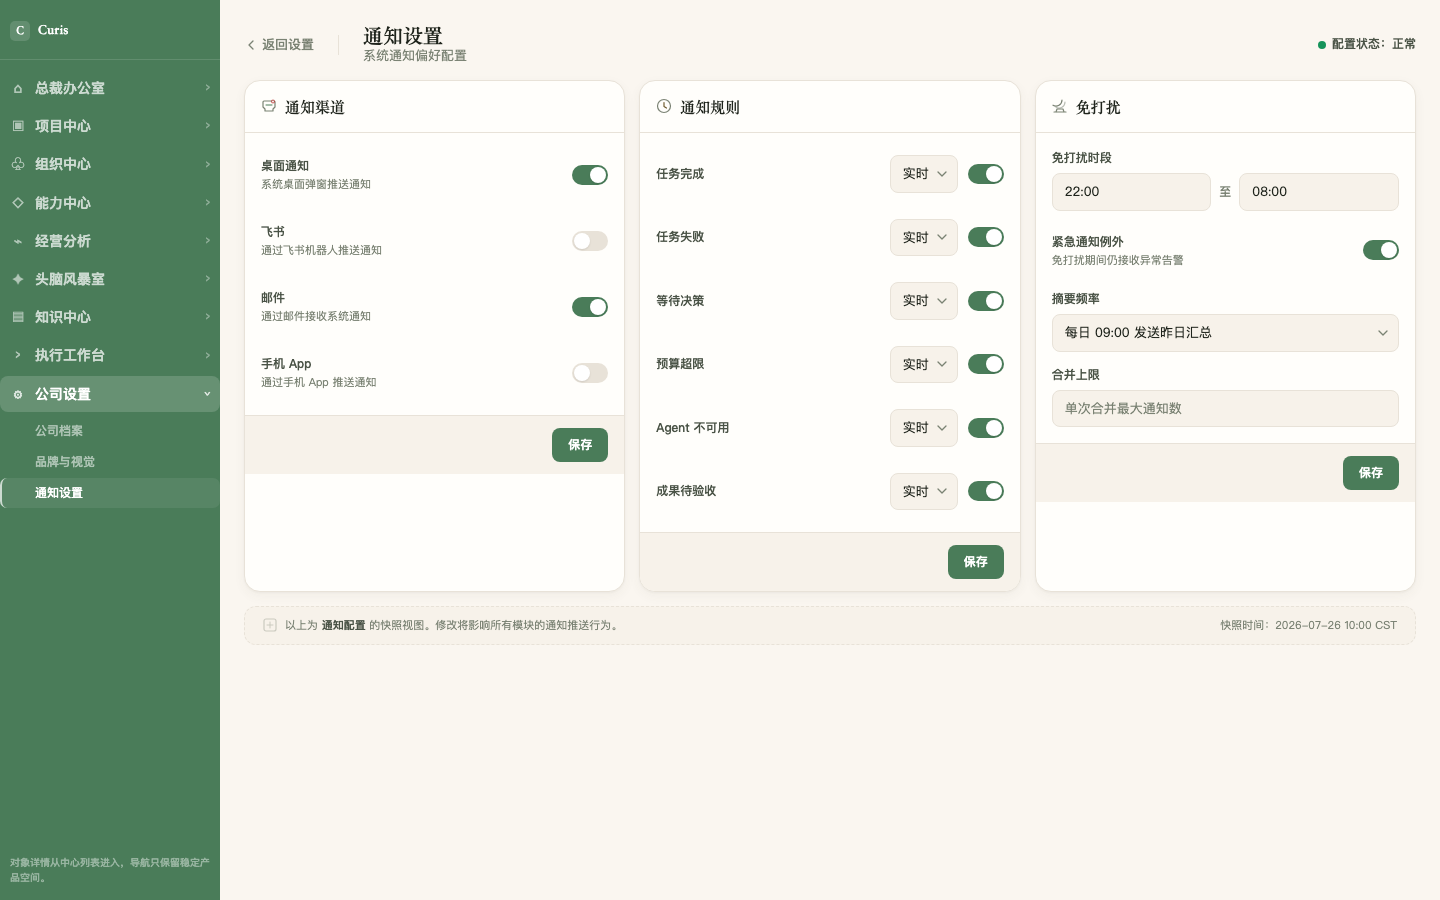 C Curis
总裁办公室
项目中心
组织中心
能力中心
经营分析
头脑风暴室
知识中心
执行工作台
公司设置
公司档案
品牌与视觉
通知设置
对象详情从中心列表进入，导航只保留稳定产
品空间。
返回设置
通知设置
系统通知偏好配置
配置状态：正常
通知渠道
桌面通知
系统桌面弹窗推送通知
飞书
通过飞书机器人推送通知
邮件
通过邮件接收系统通知
手机 App
通过手机 App 推送通知
保存
通知规则
任务完成 实时
任务失败 实时
等待决策 实时
预算超限 实时
Agent 不可用 实时
成果待验收 实时
保存
免打扰
免打扰时段
22:00 至 08:00
紧急通知例外
免打扰期间仍接收异常告警
摘要频率
每日 09:00 发送昨日汇总
合并上限
单次合并最大通知数
保存
以上为 通知配置 的快照视图。修改将影响所有模块的通知推送行为。
快照时间：2026-07-26 10:00 CST